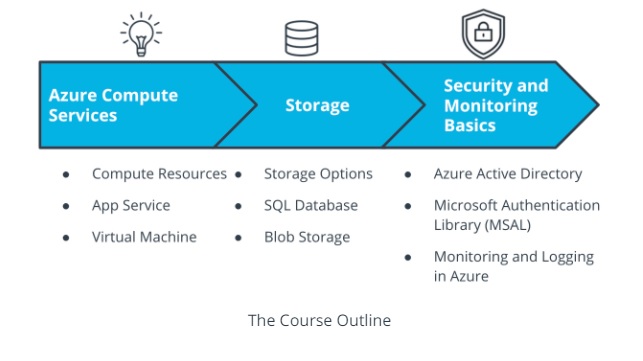 Azure Compute
Services
Storage
Security and
Monitoring
Basics
● Compute Resources
● App Service
● Virtual Machine
● Storage Options
● SQL Database
● Blob Storage
● Azure Active Directory
● Microsoft Authentication
Library (MSAL)
● Monitoring and Logging
in Azure
The Course Outline